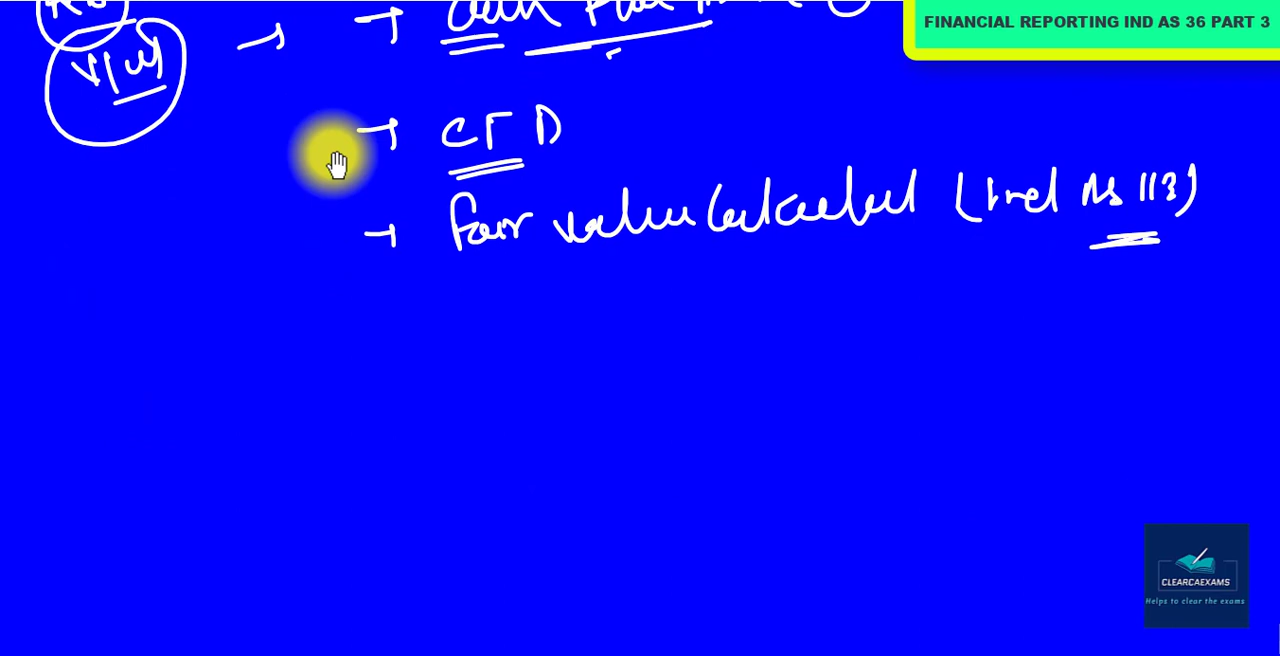 FINANCIAL REPORTING IND AS 36 PART 3
V/U
CFD
Fair value calculated (Ind AS 113)
CLEARCAEXAMS
Helps to clear the exams